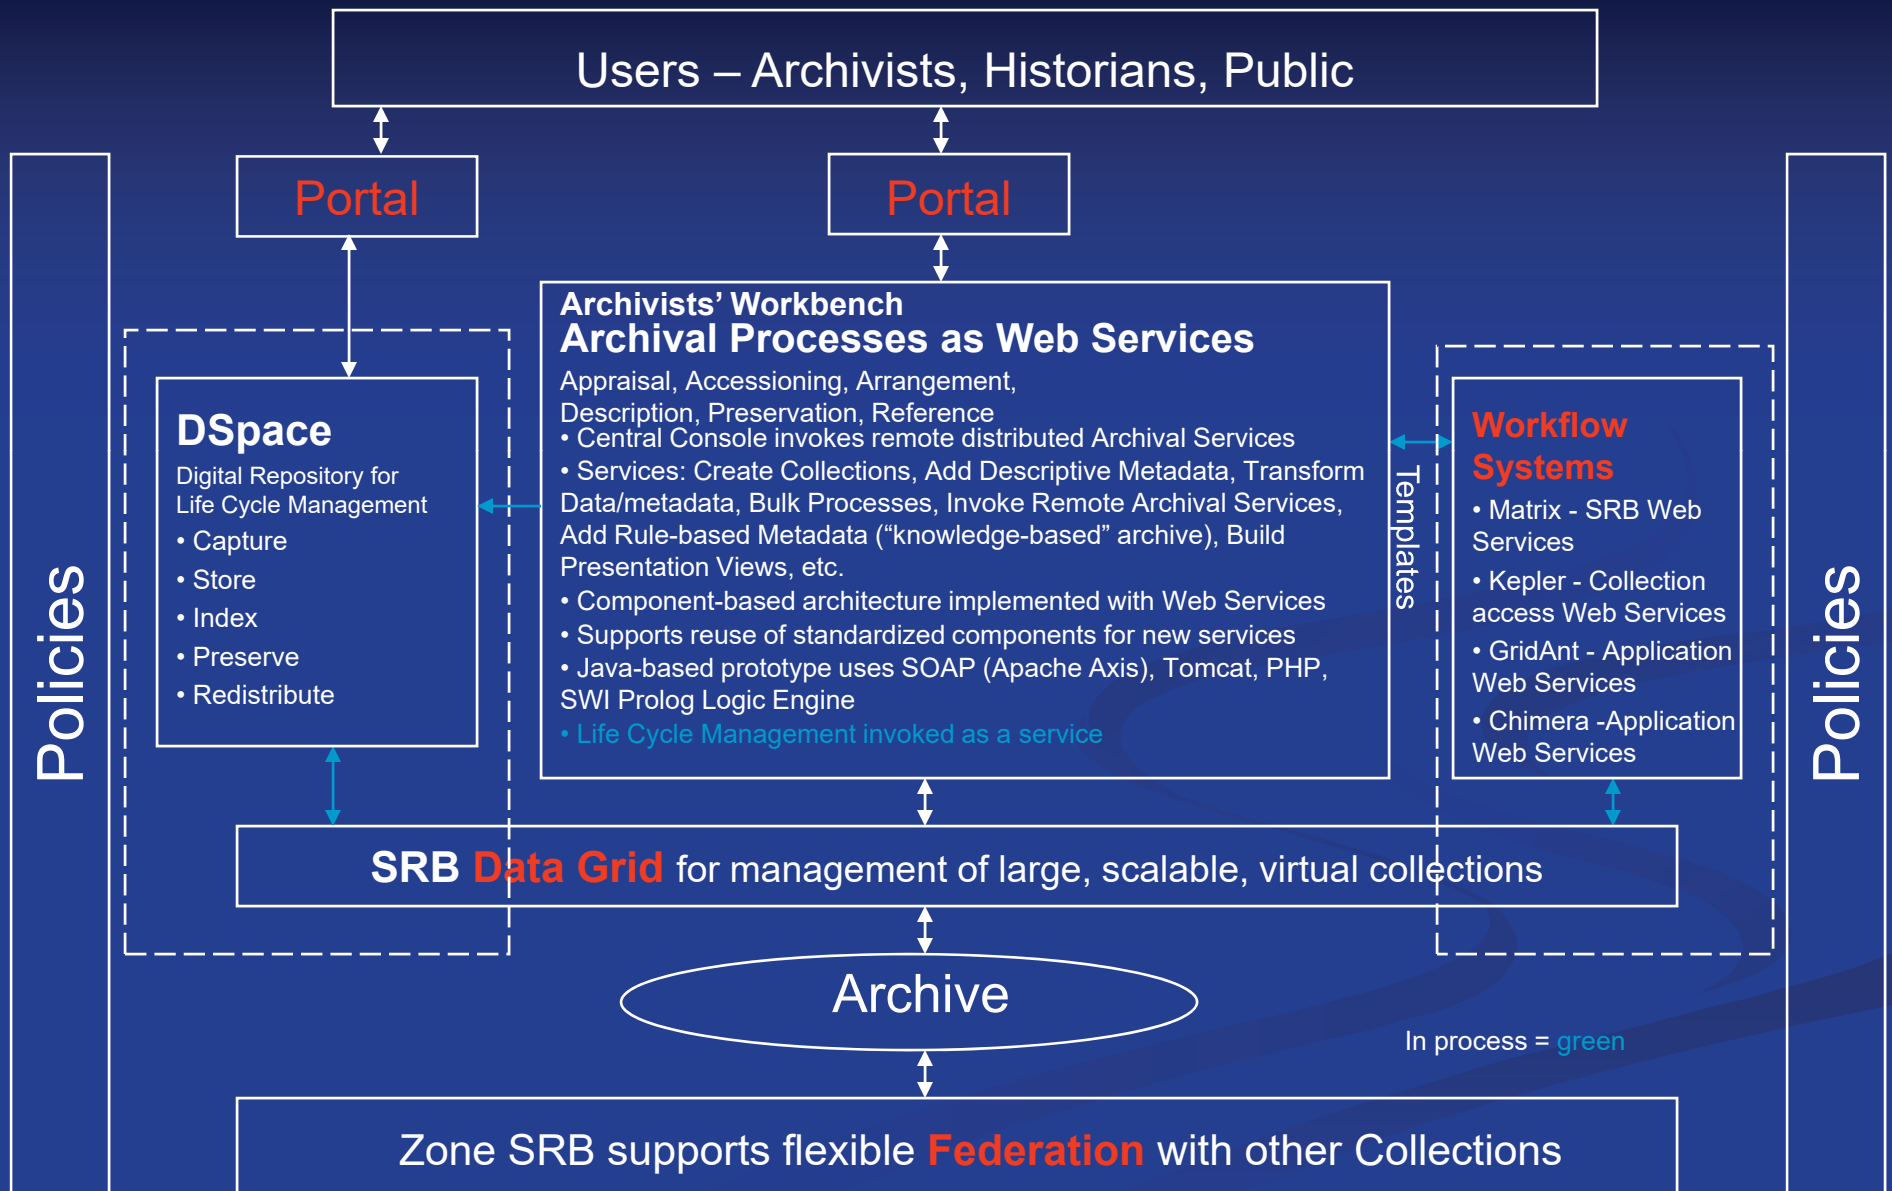 Users – Archivists, Historians, Public
Portal
Portal
Policies
DSpace
Digital Repository for
Life Cycle Management
• Capture
• Store
• Index
• Preserve
• Redistribute
Archivists’ Workbench
Archival Processes as Web Services
Appraisal, Accessioning, Arrangement,
Description, Preservation, Reference
• Central Console invokes remote distributed Archival Services
• Services: Create Collections, Add Descriptive Metadata, Transform
Data/metadata, Bulk Processes, Invoke Remote Archival Services,
Add Rule-based Metadata (“knowledge-based” archive), Build
Presentation Views, etc.
• Component-based architecture implemented with Web Services
• Supports reuse of standardized components for new services
• Java-based prototype uses SOAP (Apache Axis), Tomcat, PHP,
SWI Prolog Logic Engine
• Life Cycle Management invoked as a service
Templates
Workflow
Systems
• Matrix - SRB Web
Services
• Kepler - Collection
access Web Services
• GridAnt - Application
Web Services
• Chimera -Application
Web Services
Policies
SRB Data Grid for management of large, scalable, virtual collections
Archive
In process = green
Zone SRB supports flexible Federation with other Collections